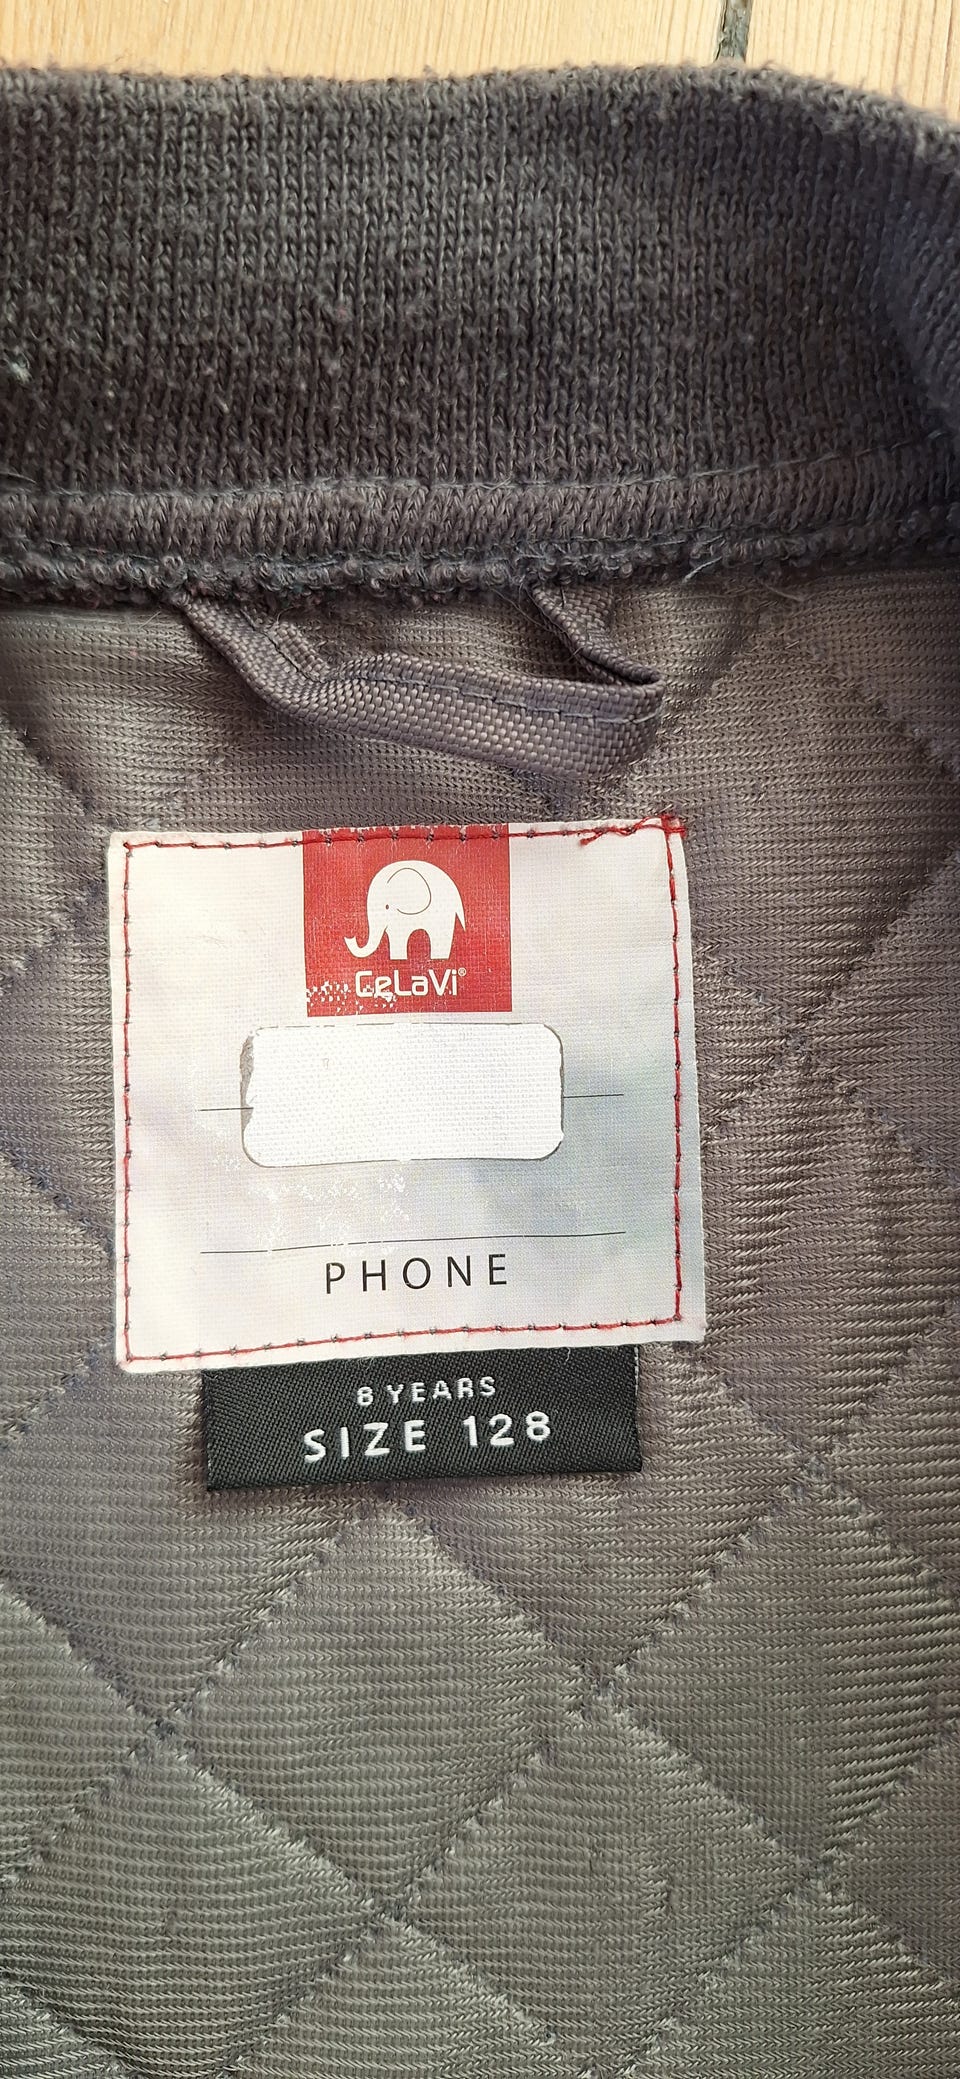 CeLaVi®
PHONE
8 YEARS
SIZE 128